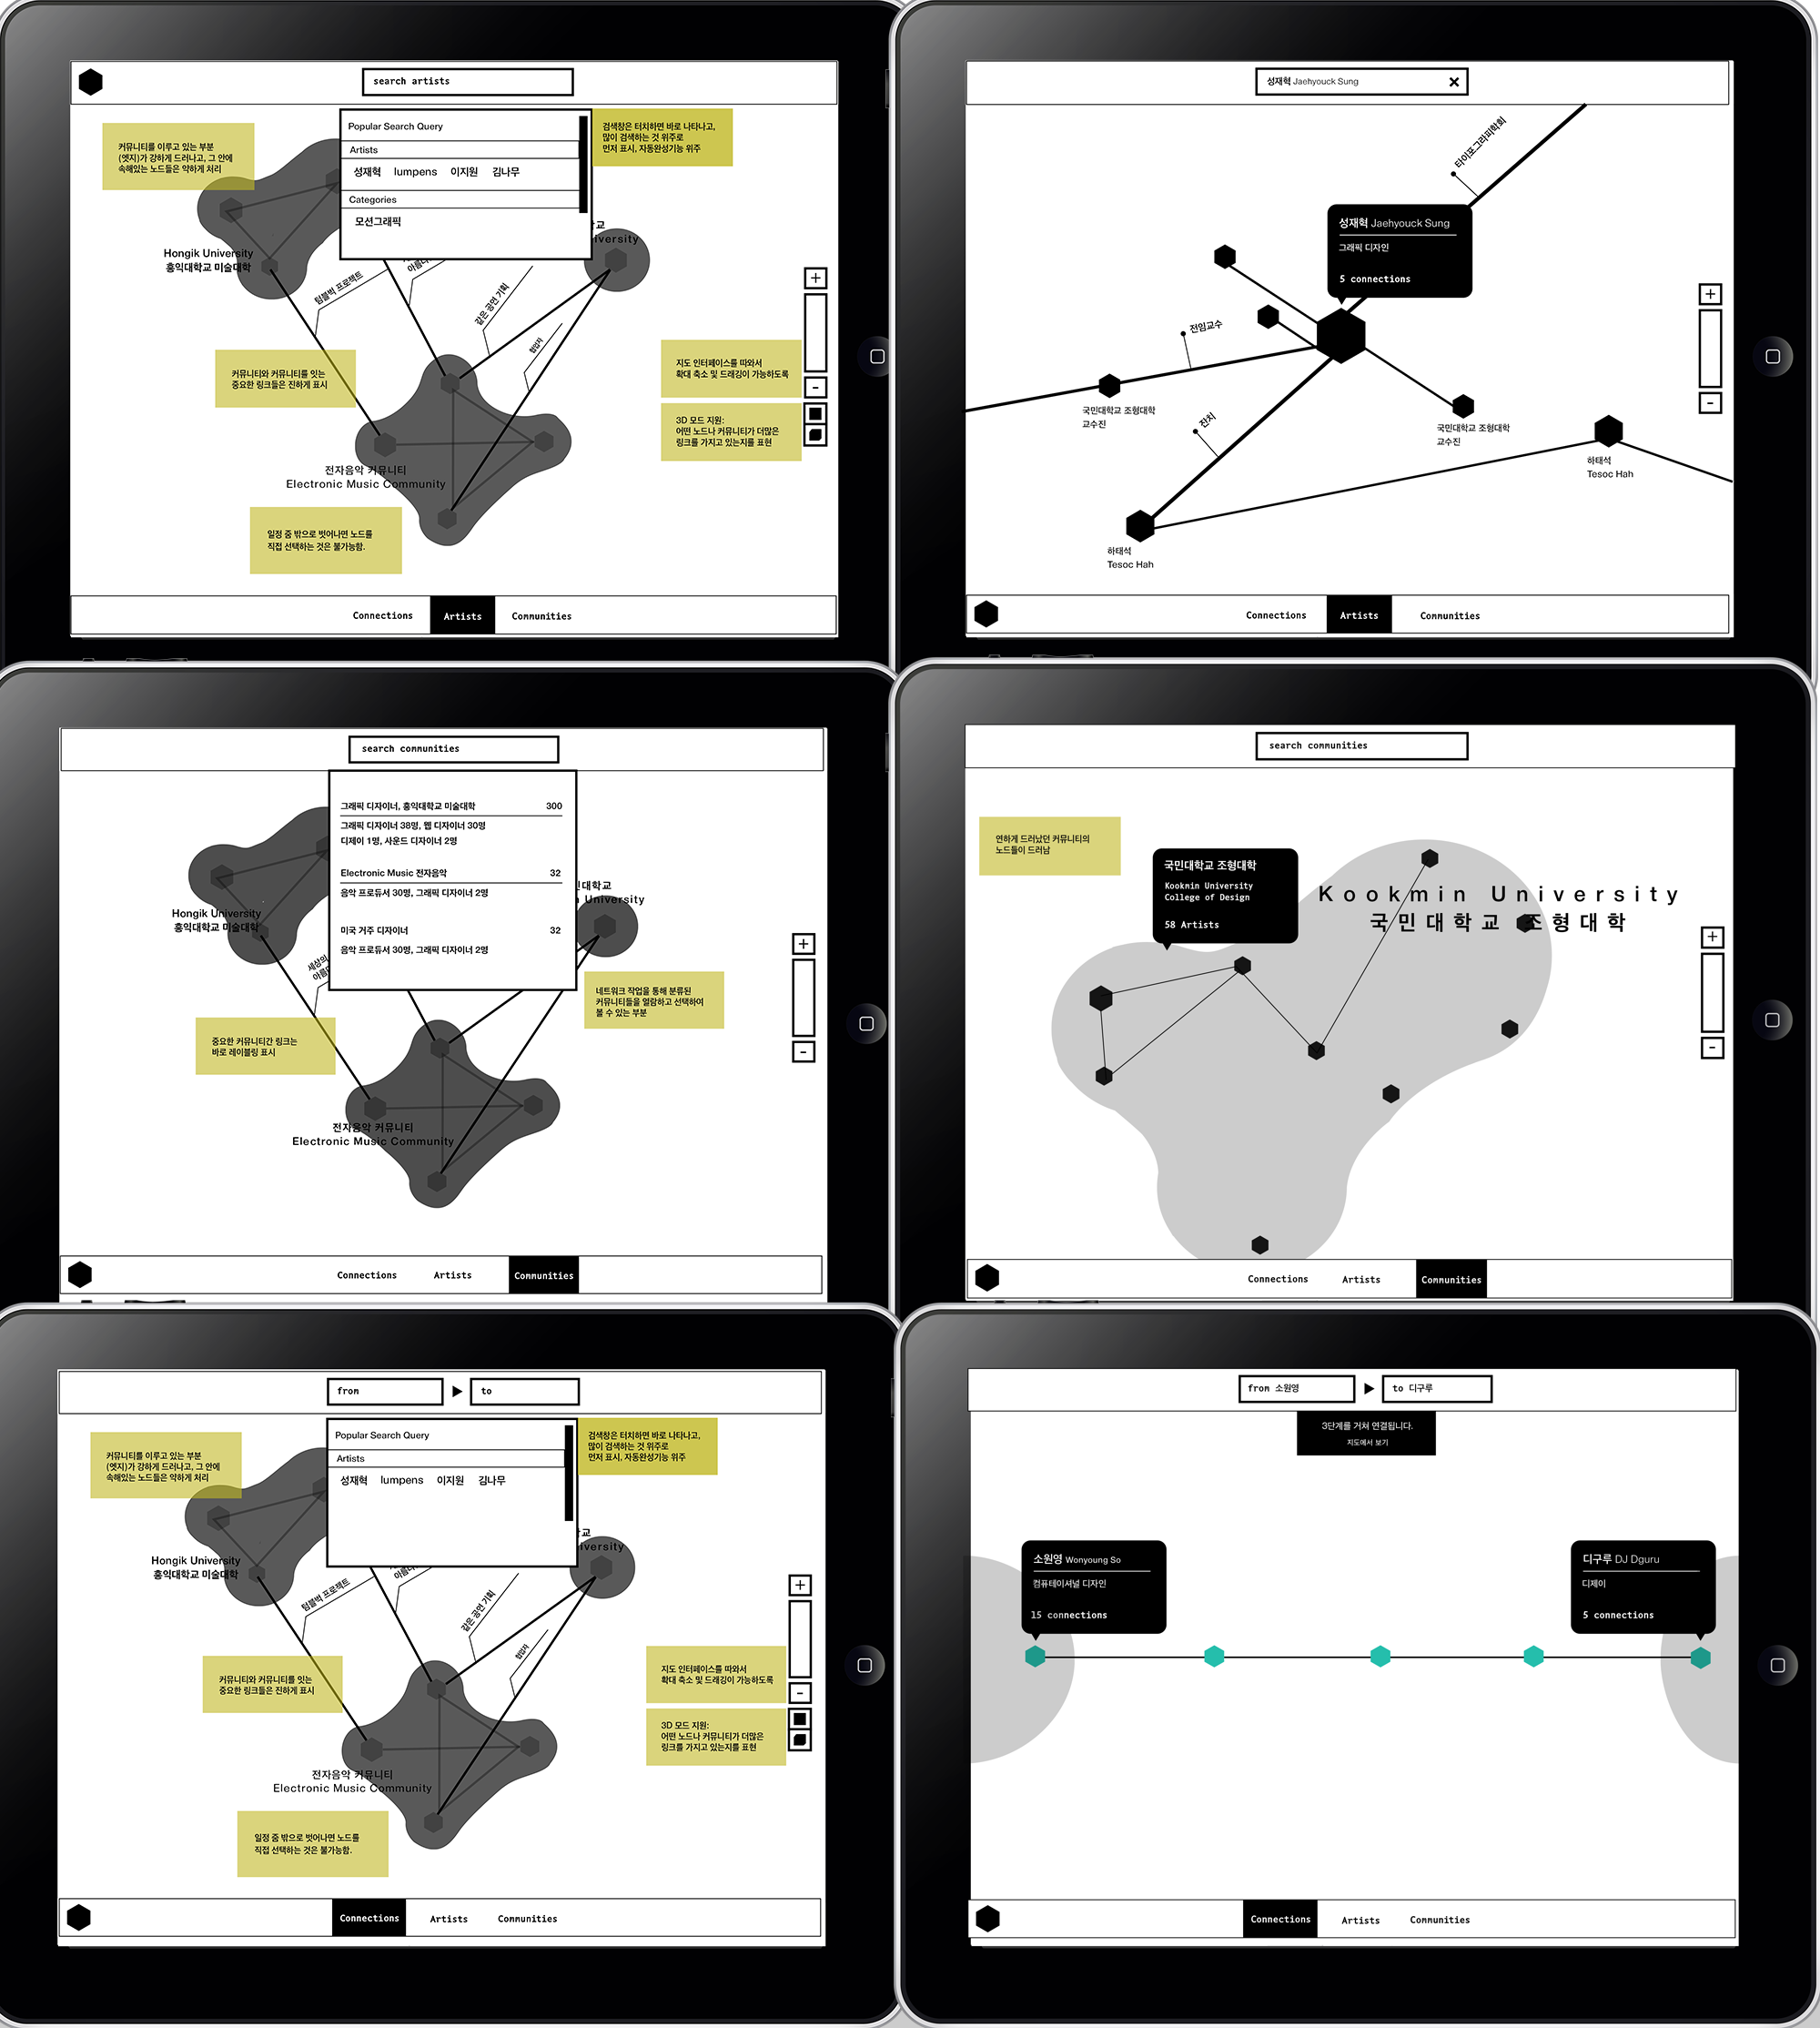 search artists
Popular Search Query
Artists
성재혁 lumpens 이지원 김나무
Categories
모션그래픽
커뮤니티를 이루고 있는 부분
(엣지)가 강하게 드러나고, 그 안에
속해있는 노드들은 약하게 처리
검색창은 터치하면 바로 나타나고,
많이 검색하는 것 위주로
먼저 표시, 자동완성기능 위주
Hongik University
홍익대학교 미술대학
텀블벅 프로젝트
같은 공연 기획
협업자
+
-
커뮤니티와 커뮤니티를 잇는
중요한 링크들은 진하게 표시
지도 인터페이스를 따와서
확대 축소 및 드래깅이 가능하도록
3D 모드 지원:
어떤 노드나 커뮤니티가 더많은
링크를 가지고 있는지를 표현
전자음악 커뮤니티
Electronic Music Community
일정 줌 밖으로 벗어나면 노드를
직접 선택하는 것은 불가능함.
Connections Artists Communities
성재혁 Jaehyouck Sung
타이포그라피학회
성재혁 Jaehyouck Sung
그래픽 디자인
5 connections
전임교수
+
-
국민대학교 조형대학
교수진
잔치
국민대학교 조형대학
교수진
하태석
Tesoc Hah
하태석
Tesoc Hah
Connections Artists Communities
search communities
그래픽 디자이너, 홍익대학교 미술대학 300
그래픽 디자이너 38명, 웹 디자이너 30명
디제이 1명, 사운드 디자이너 2명
Electronic Music 전자음악 32
음악 프로듀서 30명, 그래픽 디자이너 2명
미국 거주 디자이너 32
음악 프로듀서 30명, 그래픽 디자이너 2명
Hongik University
홍익대학교 미술대학
민대학교
University
세상의
+
-
네트워크 작업을 통해 분류된
커뮤니티들을 열람하고 선택하여
볼 수 있는 부분
중요한 커뮤니티간 링크는
바로 레이블링 표시
전자음악 커뮤니티
Electronic Music Community
Connections Artists Communities
search communities
연하게 드러났던 커뮤니티의
노드들이 드러남
국민대학교 조형대학
Kookmin University
College of Design
58 Artists
Kookmin University
국민대학교 조형대학
+
-
Connections Artists Communities
from to
Popular Search Query
Artists
성재혁 lumpens 이지원 김나무
커뮤니티를 이루고 있는 부분
(엣지)가 강하게 드러나고, 그 안에
속해있는 노드들은 약하게 처리
검색창은 터치하면 바로 나타나고,
많이 검색하는 것 위주로
먼저 표시, 자동완성기능 위주
Hongik University
홍익대학교 미술대학
텀블벅 프로젝트
같은 공연 기획
협업자
+
-
커뮤니티와 커뮤니티를 잇는
중요한 링크들은 진하게 표시
지도 인터페이스를 따와서
확대 축소 및 드래깅이 가능하도록
3D 모드 지원:
어떤 노드나 커뮤니티가 더많은
링크를 가지고 있는지를 표현
전자음악 커뮤니티
Electronic Music Community
일정 줌 밖으로 벗어나면 노드를
직접 선택하는 것은 불가능함.
Connections Artists Communities
from 소원영 to 디구루
3단계를 거쳐 연결됩니다.
지도에서 보기
소원영 Wonyoung So
컴퓨테이셔널 디자인
15 connections
디구루 DJ Dguru
디제이
5 connections
Connections Artists Communities